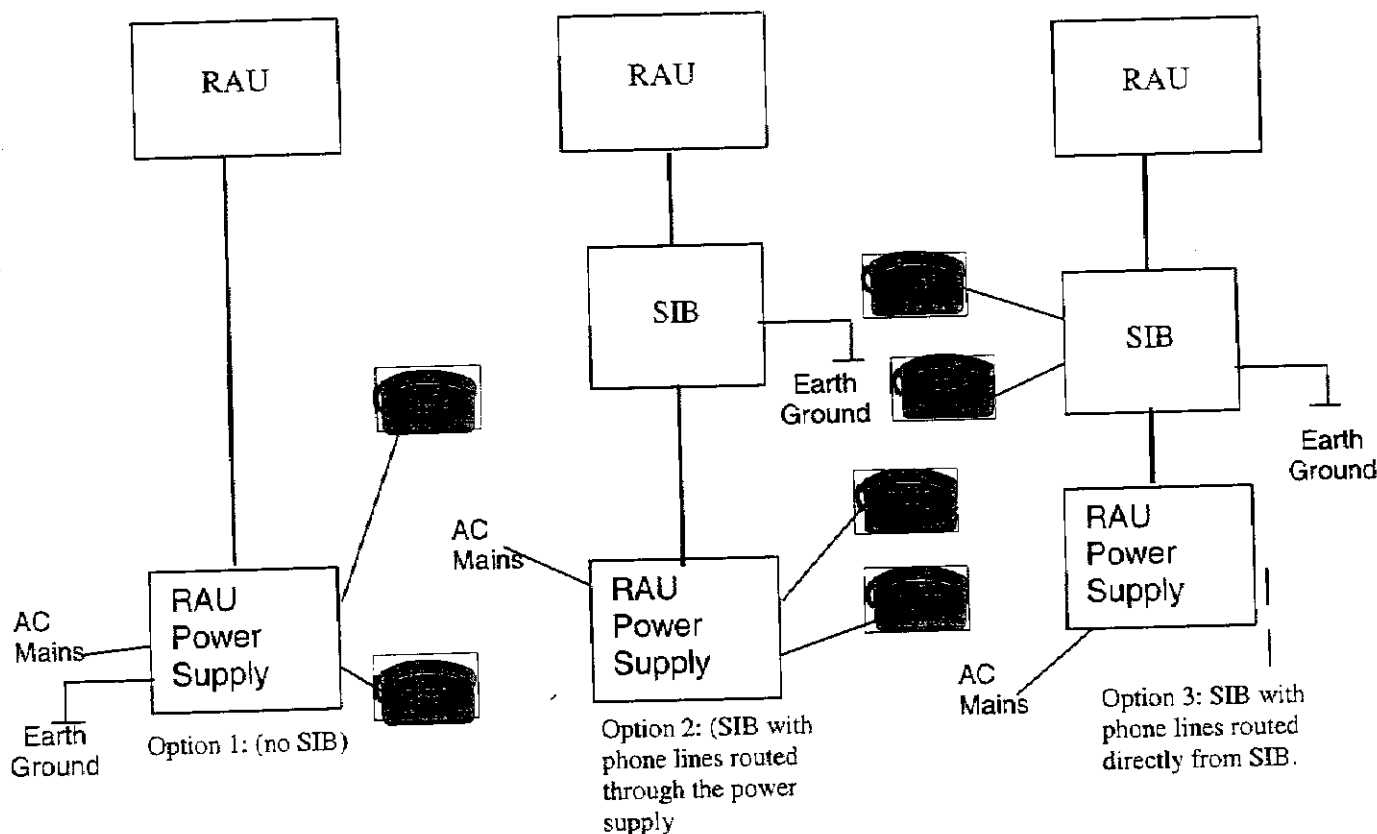 RAU
RAU
RAU
SIB
SIB
Earth
Ground
Earth
Ground
AC
Mains
RAU
Power
Supply
AC
Mains
Earth
Ground
Option 1: (no SIB)
RAU
Power
Supply
Option 2: (SIB with
phone lines routed
through the power
supply
RAU
Power
Supply
AC
Mains
Option 3: SIB with
phone lines routed
directly from SIB.